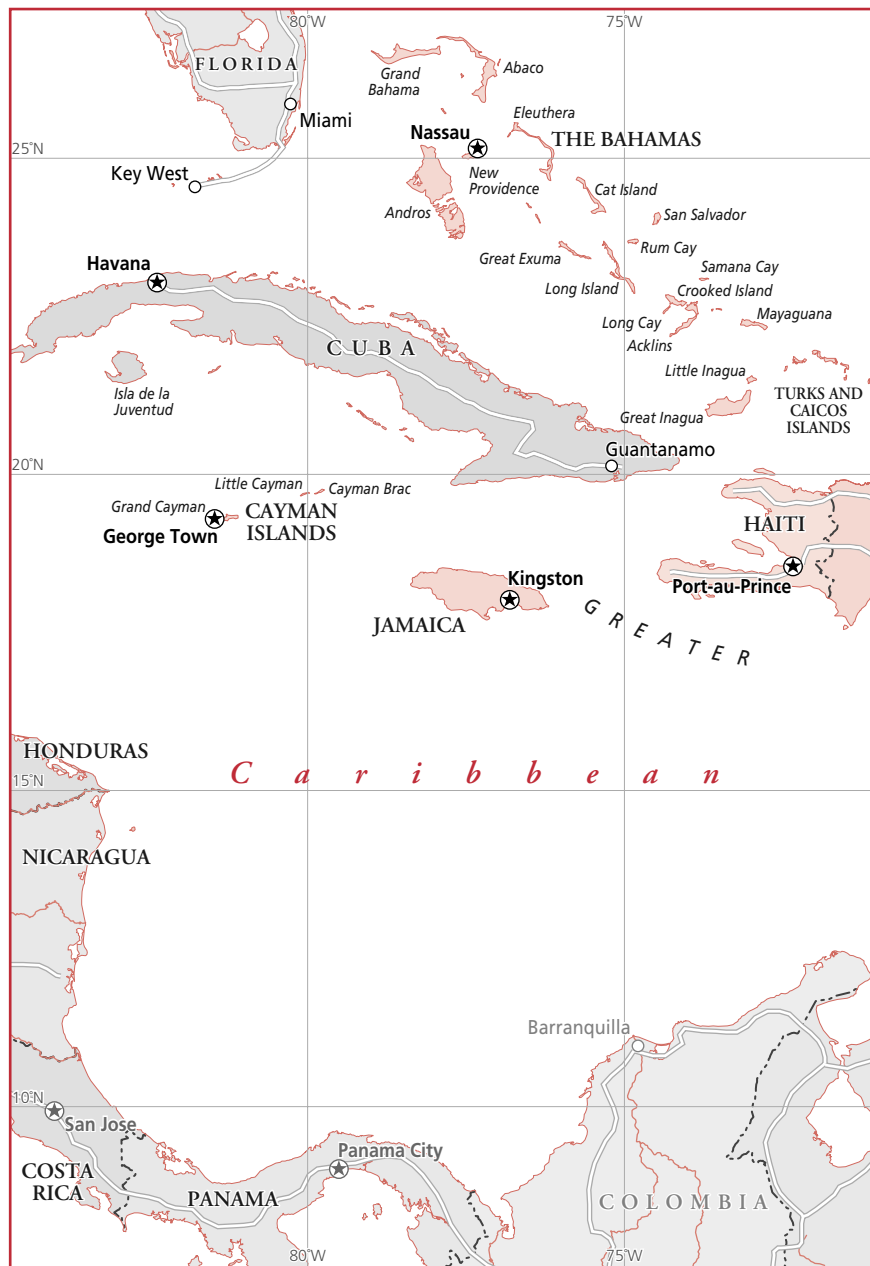 80°W
75°W
FLORIDA
Grand
Bahama
Abaco
Miami
Eleuthera
Nassau
THE BAHAMAS
25°N
Key West
New
Providence
Cat Island
Andros
San Salvador
Great Exuma
Rum Cay
Havana
Samana Cay
Long Island
Crooked Island
Long Cay
Mayaguana
Acklins
CUBA
Little Inagua
Isla de la
Juventud
TURKS AND
CAICOS
ISLANDS
Great Inagua
Guantanamo
20°N
Little Cayman
Cayman Brac
Grand Cayman
CAYMAN
ISLANDS
George Town
HAITI
Kingston
Port-au-Prince
JAMAICA
GREATER
HONDURAS
Caribbean
15°N
NICARAGUA
Barranquilla
10°N
San Jose
Panama City
COSTA
RICA
PANAMA
COLOMBIA
80°W
75°W